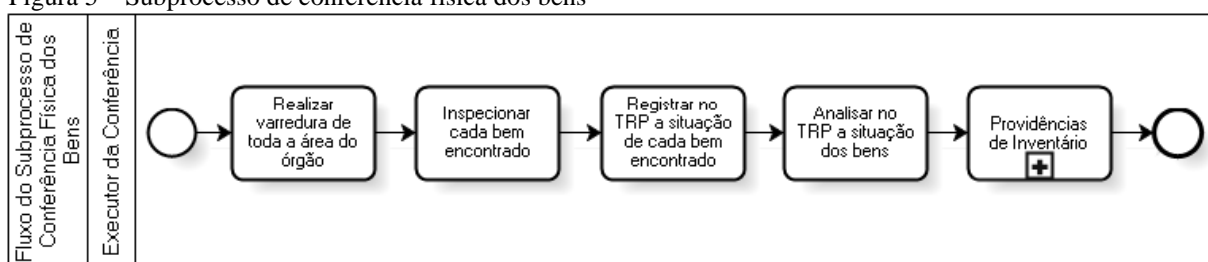 Figura 5 – Subprocesso de conferência física dos bens
Fluxo do Subprocesso de
Conferência Física dos
Bens
Executor da Conferência
Realizar
varredura de
toda a área do
órgão
Inspecionar
cada bem
encontrado
Registrar no
TRP a situação
de cada bem
encontrado
Analisar no
TRP a situação
dos bens
Providências
de Inventário